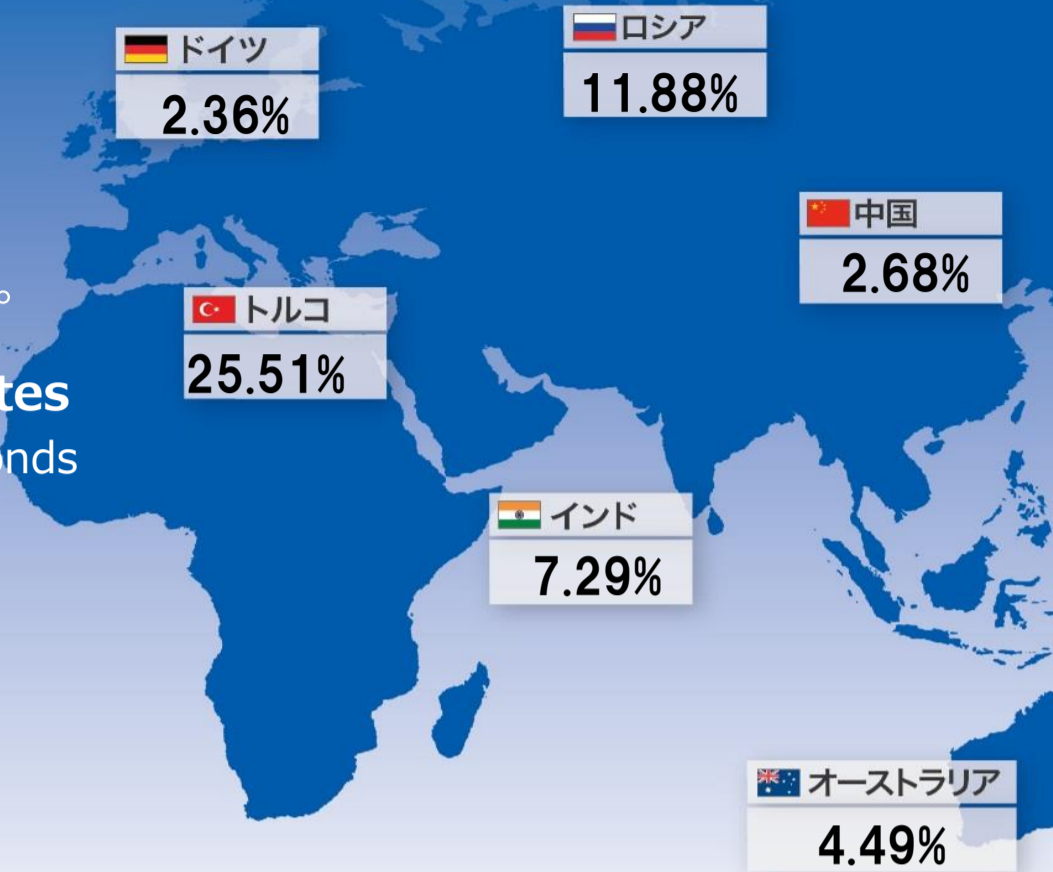 ドイツ
2.36%
ロシア
11.88%
中国
2.68%
。
トルコ
25.51%
tes
onds
インド
7.29%
オーストラリア
4.49%